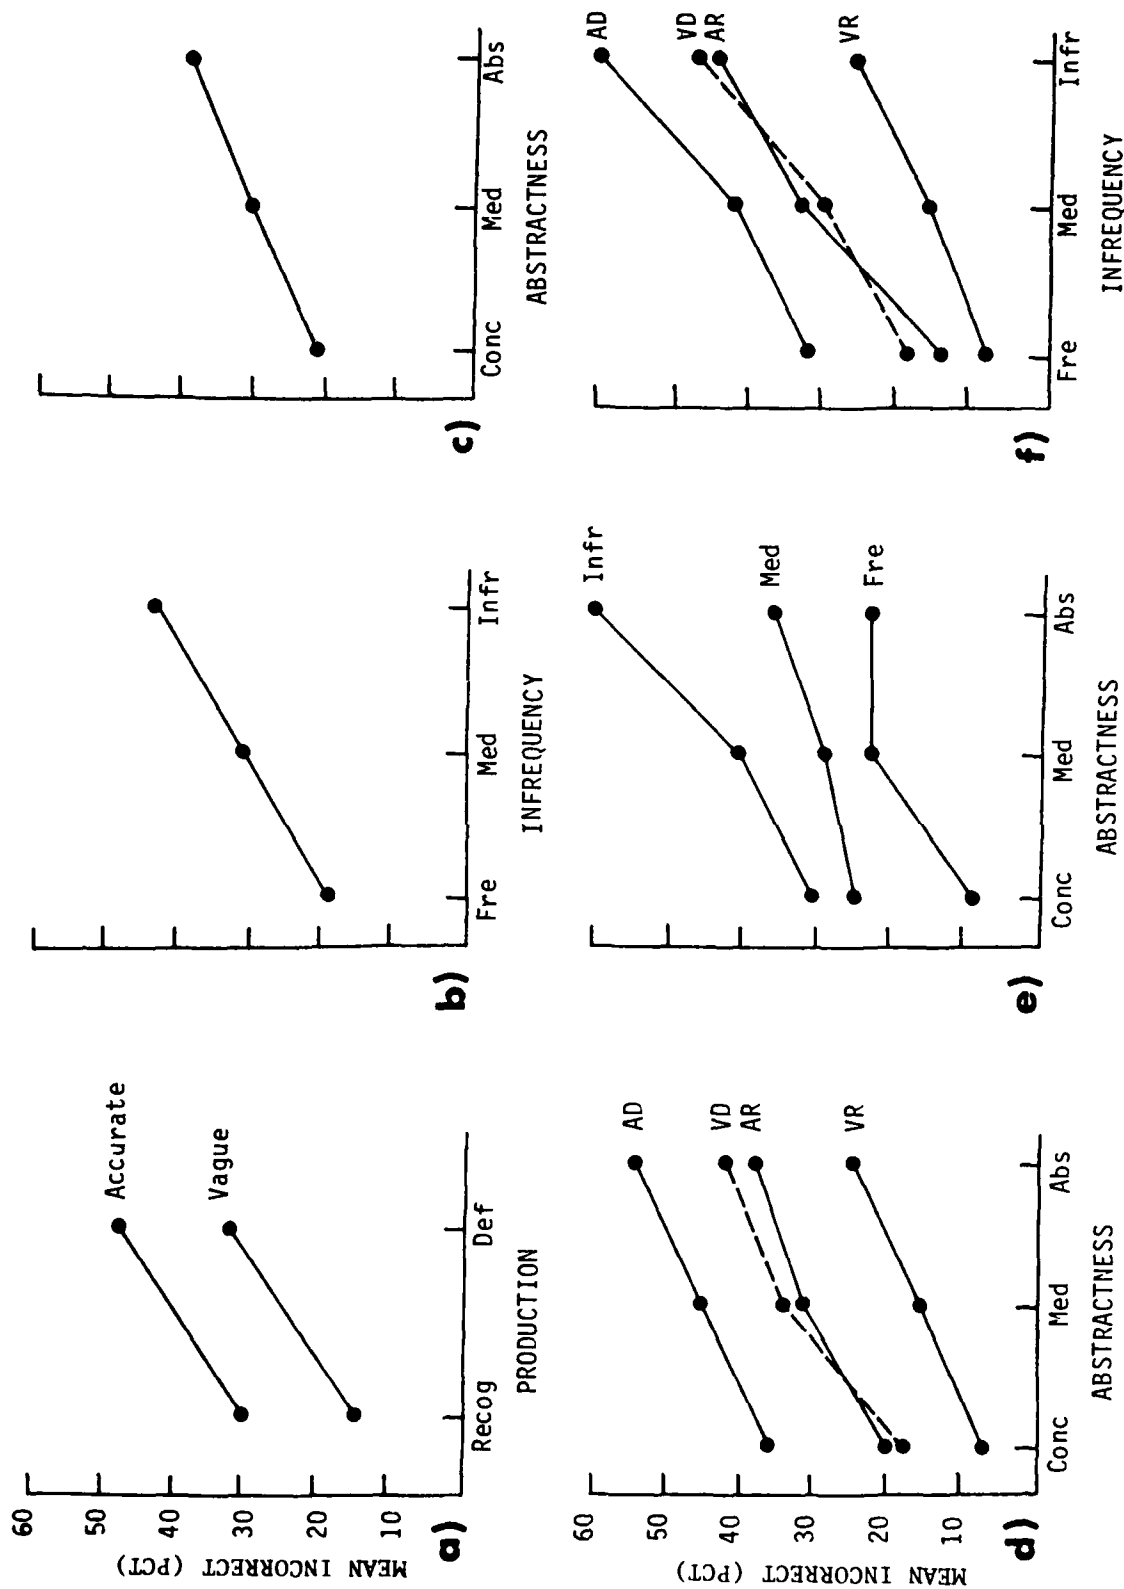 60
50
40
30
20
10
MEAN INCORRECT (PCT)
Accurate
Vague
Recog Def
PRODUCTION
a)
Fre Med Infr
INFREQUENCY
b)
Conc Med Abs
ABSTRACTNESS
c)
60
50
40
30
20
10
MEAN INCORRECT (PCT)
AD
VD
AR
VR
Conc Med Abs
ABSTRACTNESS
d)
Infr
Med
Fre
Conc Med Abs
ABSTRACTNESS
e)
AD
VD
AR
VR
Fre Med Infr
INFREQUENCY
f)